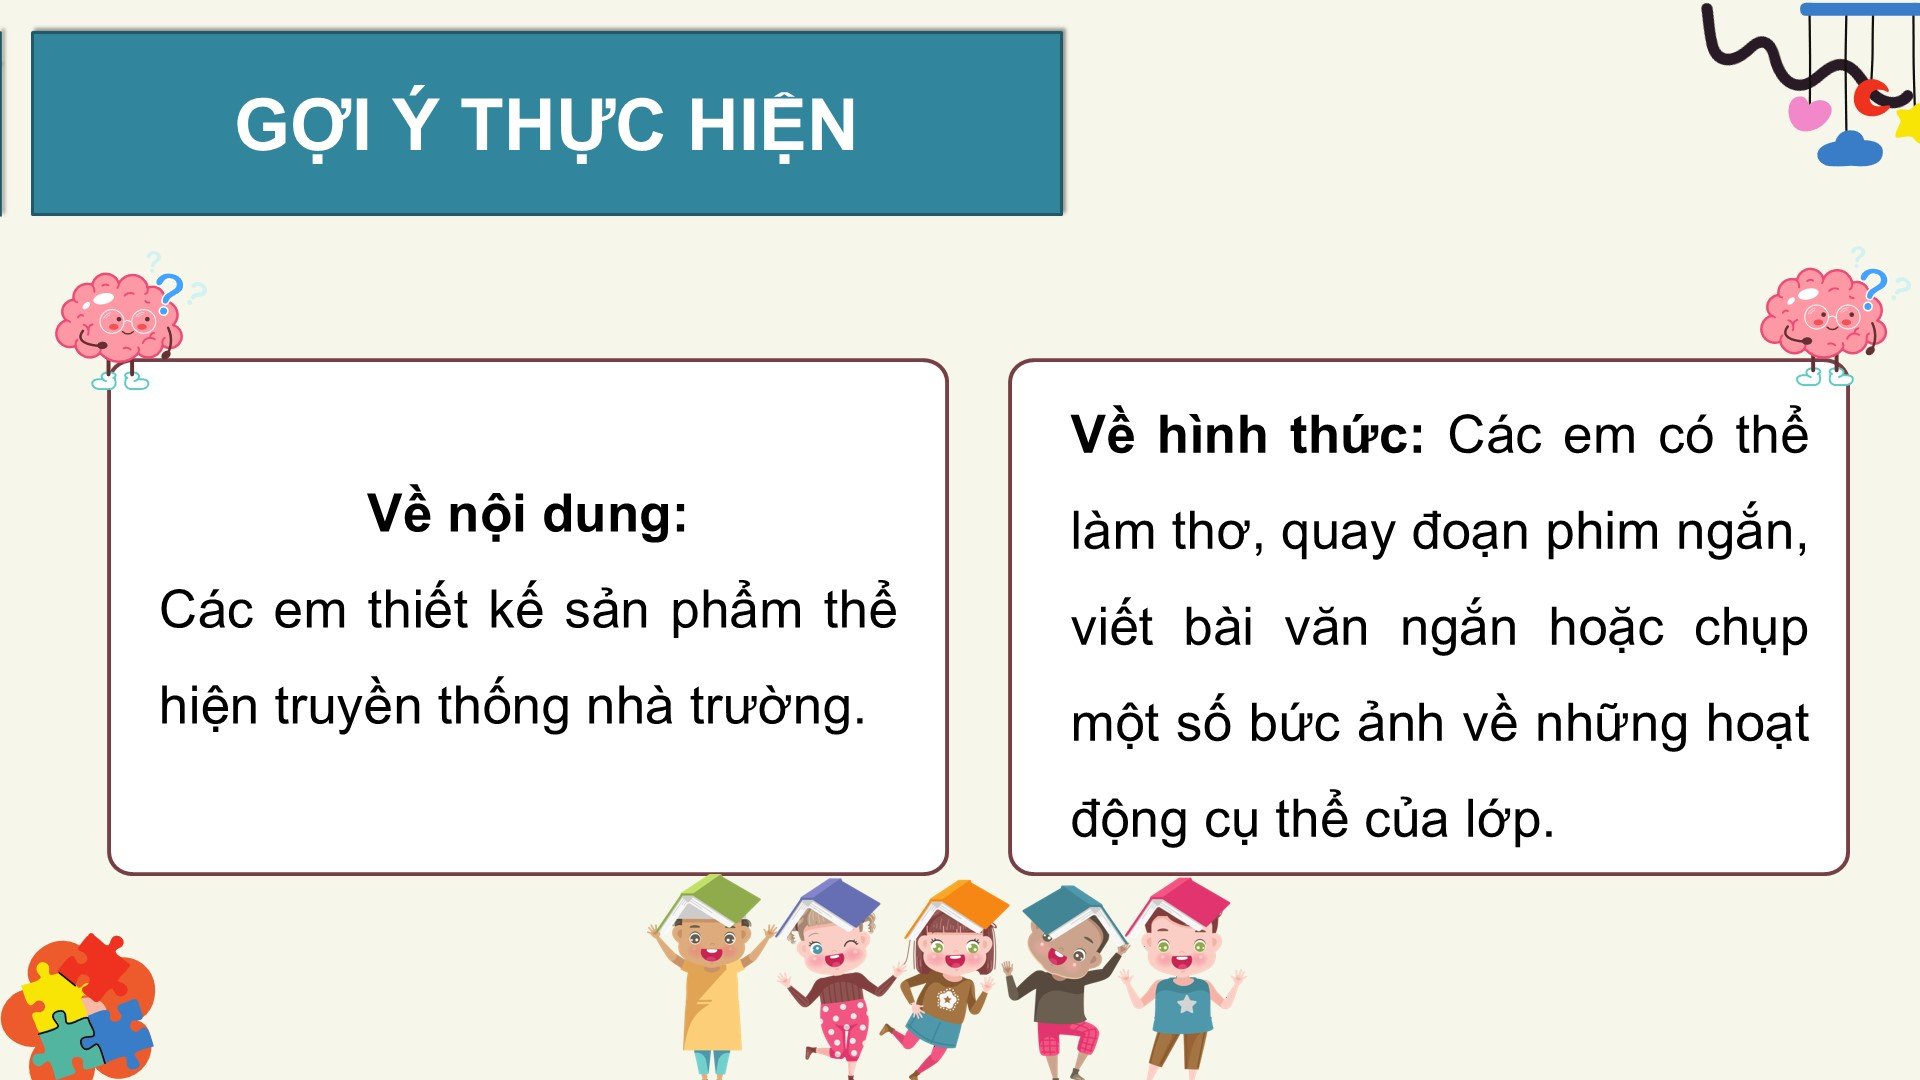 GỢI Ý THỰC HIỆN
Về nội dung:
Các em thiết kế sản phẩm thể
hiện truyền thống nhà trường.
Về hình thức: Các em có thể
làm thơ, quay đoạn phim ngắn,
viết bài văn ngắn hoặc chụp
một số bức ảnh về những hoạt
động cụ thể của lớp.